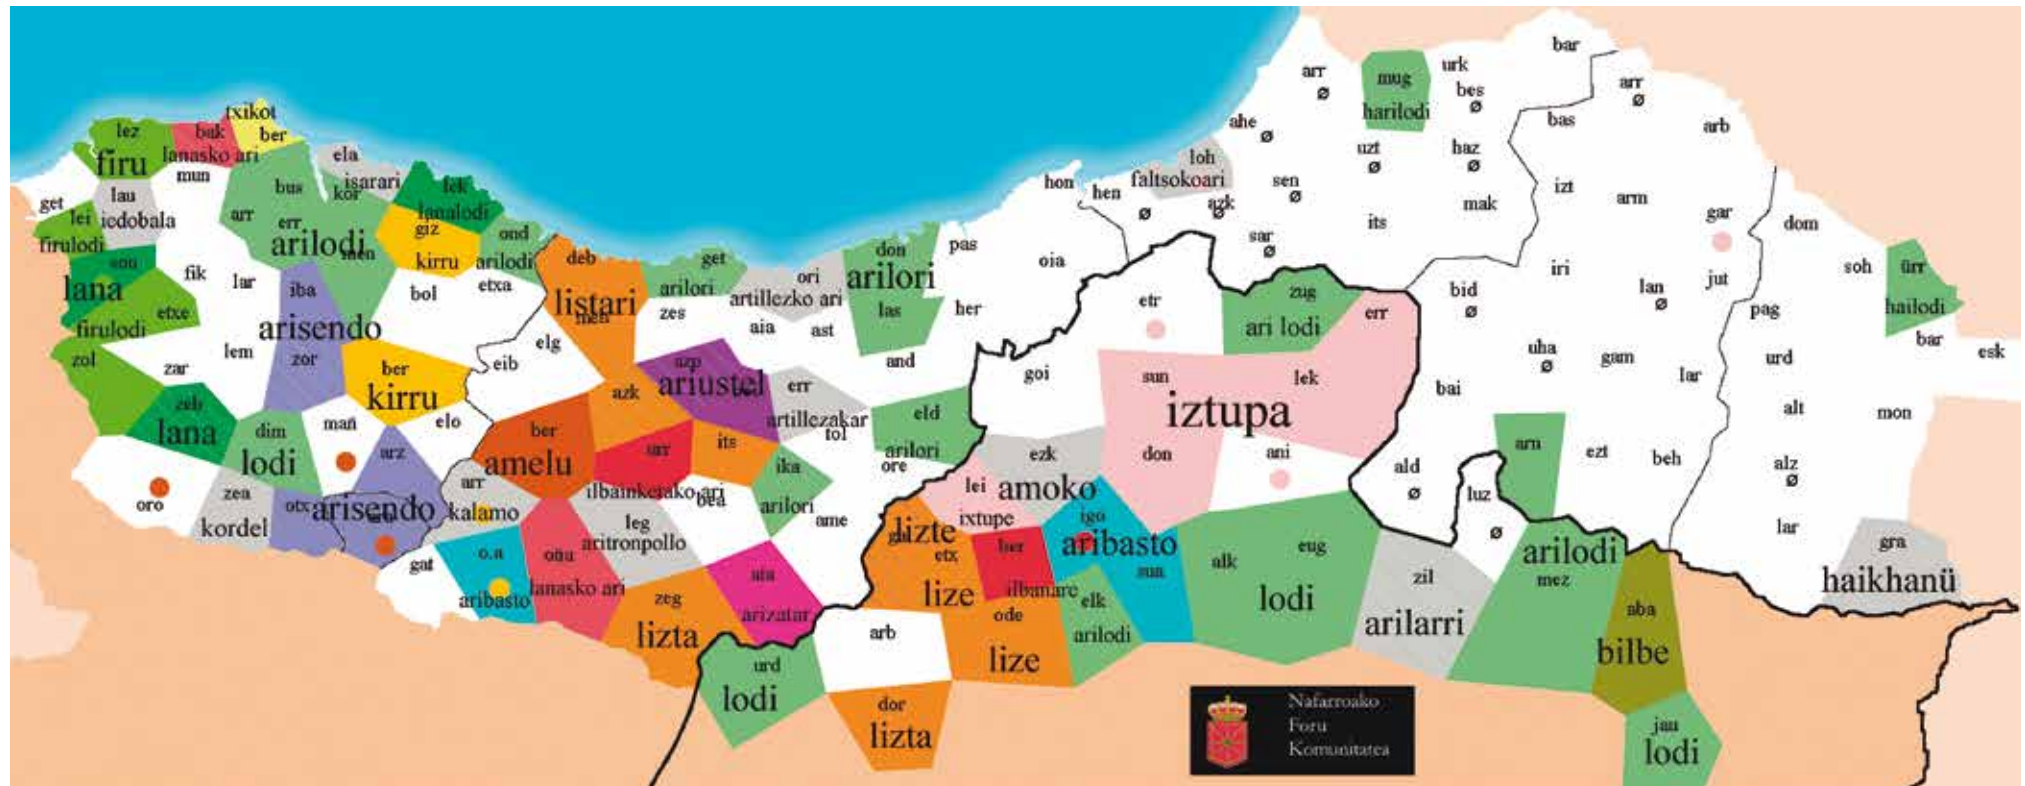 txikot
lez
bak
ber
firu
lanasko ari
mun
ela
isarari
lau
iedobala
get
lei
firulodi
bus
kor
lek
lanalodi
arr
err
arilodi
men
giz
kirru
ond
arilodi
son
lana
fik
lar
iba
bol
etxa
etxe
firulodi
arisendo
zol
zar
lem
zor
ber
kirru
zeb
lana
dim
lodi
mañ
elo
arz
oro
zea
kordel
otx
arisendo
arr
kalamo
gat
o.a
aribasto
deb
listari
men
get
arilori
zes
ori
artillezko ari
aia
ast
don
arilori
las
pas
her
and
hon
oia
elg
eib
azp
ariustel
azk
err
artillezakar
tol
eld
arilori
ore
ber
amelu
urr
its
ilbainketako ari
bea
ika
arilori
ame
leg
aritronpollo
oña
lanasko ari
zeg
lizta
ata
arizatar
urd
lodi
arb
dor
lizta
hen
loh
faltsokoari
azk
ø
ø
ahe
ø
arr
ø
sen
ø
sar
ø
mug
harilodi
urk
bes
ø
uzt
ø
haz
ø
its
mak
bar
bas
izt
iri
arr
ø
arb
arm
gar
jut
lan
ø
bid
ø
uha
ø
gam
lar
bai
ald
ø
luz
ø
arn
ezt
beh
dom
soh
ürr
hailodi
bar
esk
pag
urd
alt
mon
alz
ø
lar
gra
haikhanü
etr
zug
ari lodi
err
goi
sun
lek
iztupa
don
ani
ezk
amoko
lei
ixtupe
igo
aribasto
lizte
etx
lize
ber
ilbanare
ode
lize
elk
arilodi
alk
eug
lodi
zil
arilarri
arilodi
mez
aba
bilbe
jau
lodi
Nafarroako
Foru
Komunitatea